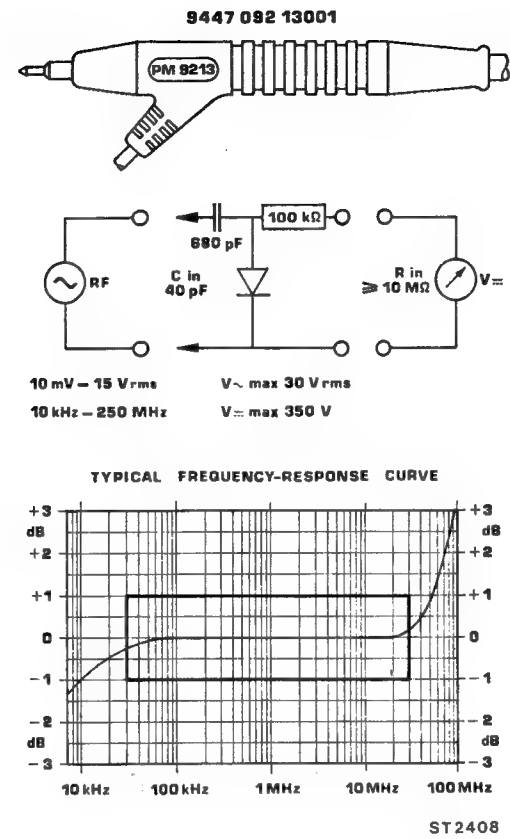 9447 092 13001
PM 9213
680 pF
100 kΩ
RF
C in
40 pF
R in
⩾ 10 MΩ
V⎓
10 mV – 15 Vrms
V~ max 30 Vrms
10 kHz – 250 MHz
V⎓ max 350 V
TYPICAL FREQUENCY-RESPONSE CURVE
+3
dB
+2
+1
0
-1
-2
dB
-3
+3
dB
+2
+1
0
-1
-2
dB
-3
10 kHz
100 kHz
1 MHz
10 MHz
100 MHz
ST2408